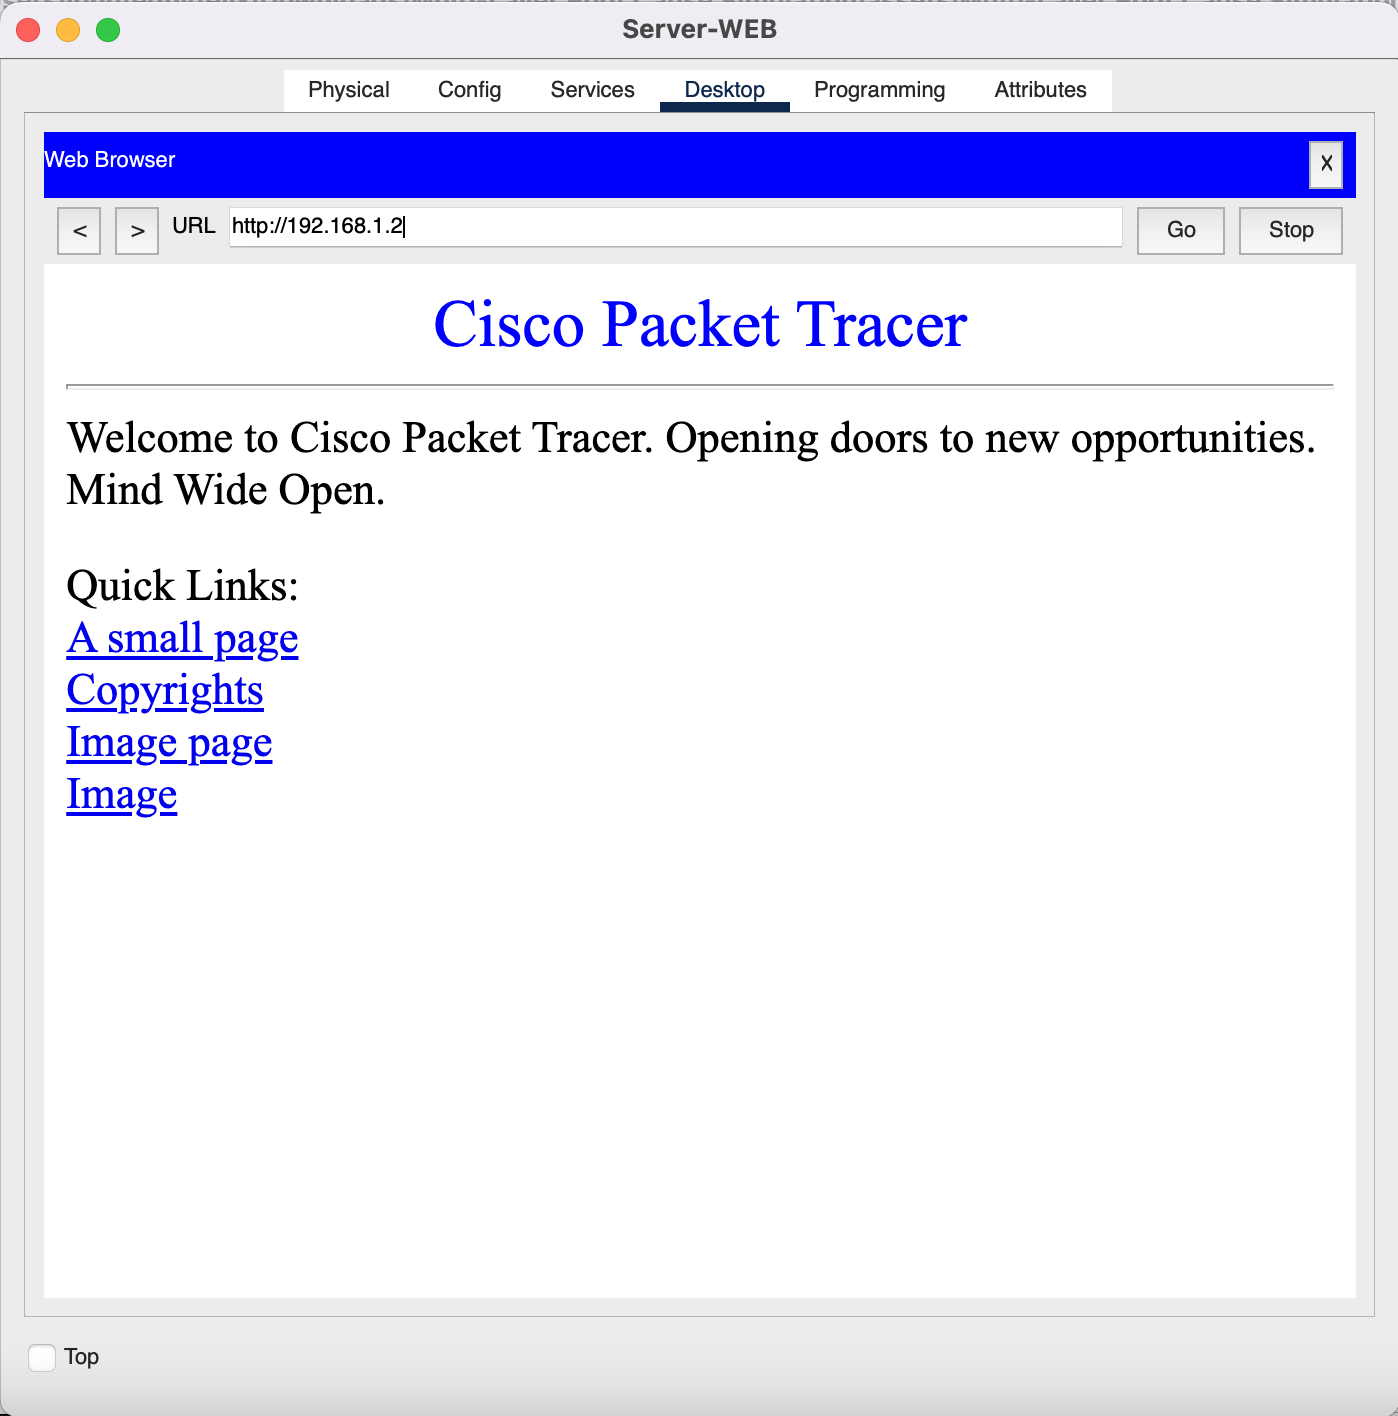 Server-WEB
Physical Config Services Desktop Programming Attributes
Web Browser X
< > URL http://192.168.1.2 Go Stop
Cisco Packet Tracer
Welcome to Cisco Packet Tracer. Opening doors to new opportunities.
Mind Wide Open.
Quick Links:
A small page
Copyrights
Image page
Image
Top